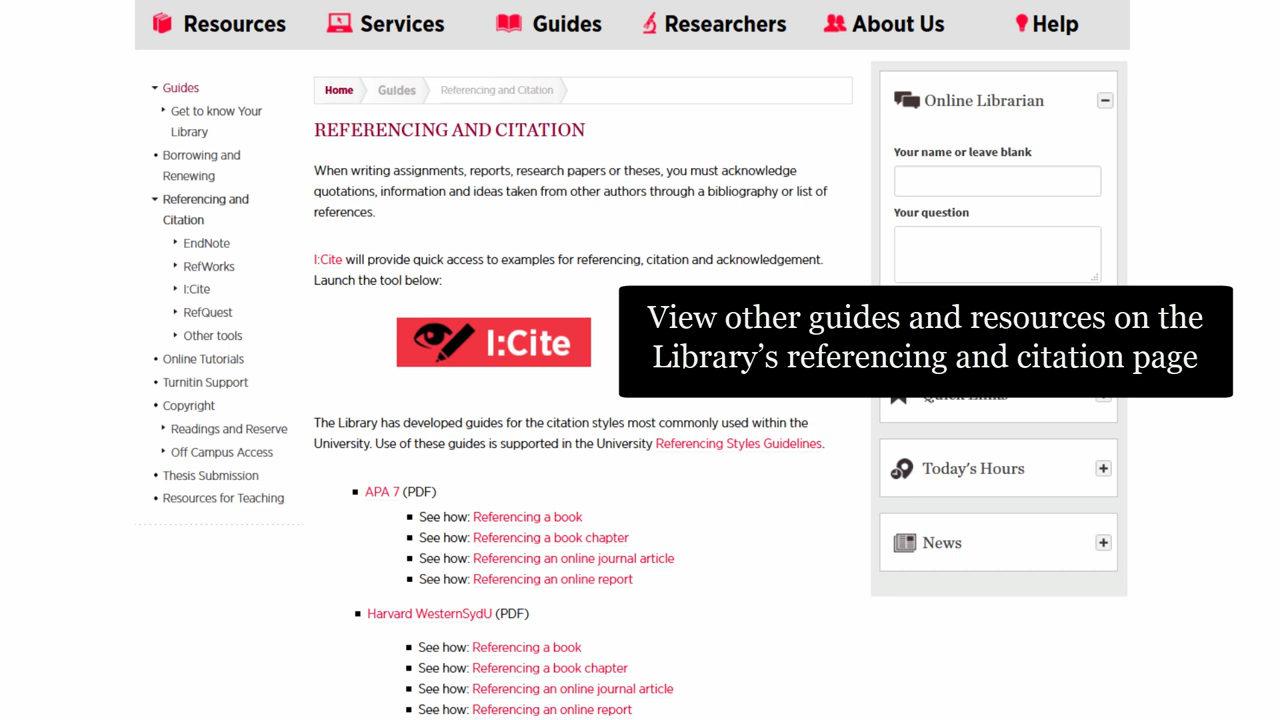 Resources Services Guides Researchers About Us Help
Guides
Get to know Your
Library
Borrowing and
Renewing
Referencing and
Citation
EndNote
RefWorks
I:Cite
RefQuest
Other tools
Online Tutorials
Turnitin Support
Copyright
Readings and Reserve
Off Campus Access
Thesis Submission
Resources for Teaching
Home Guides Referencing and Citation
REFERENCING AND CITATION
When writing assignments, reports, research papers or theses, you must acknowledge
quotations, information and ideas taken from other authors through a bibliography or list of
references.
I:Cite will provide quick access to examples for referencing, citation and acknowledgement.
Launch the tool below:
I:Cite
The Library has developed guides for the citation styles most commonly used within the
University. Use of these guides is supported in the University Referencing Styles Guidelines.
APA 7 (PDF)
See how: Referencing a book
See how: Referencing a book chapter
See how: Referencing an online journal article
See how: Referencing an online report
Harvard WesternSydU (PDF)
See how: Referencing a book
See how: Referencing a book chapter
See how: Referencing an online journal article
See how: Referencing an online report
Online Librarian
Your name or leave blank
Your question
View other guides and resources on the
Library's referencing and citation page
Today's Hours
News